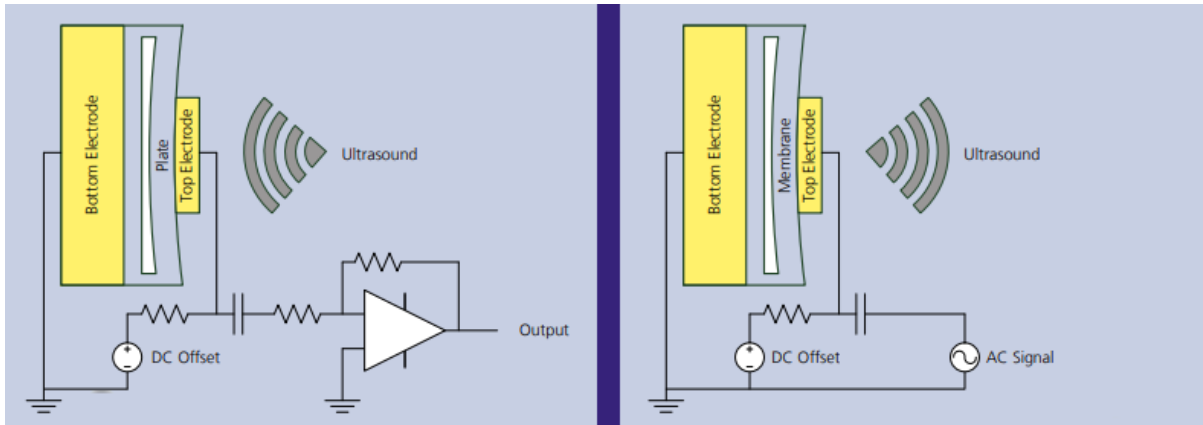 Bottom Electrode
Plate
Top Electrode
Ultrasound
+
-
DC Offset
Output
Bottom Electrode
Membrane
Top Electrode
Ultrasound
+
-
DC Offset
AC Signal